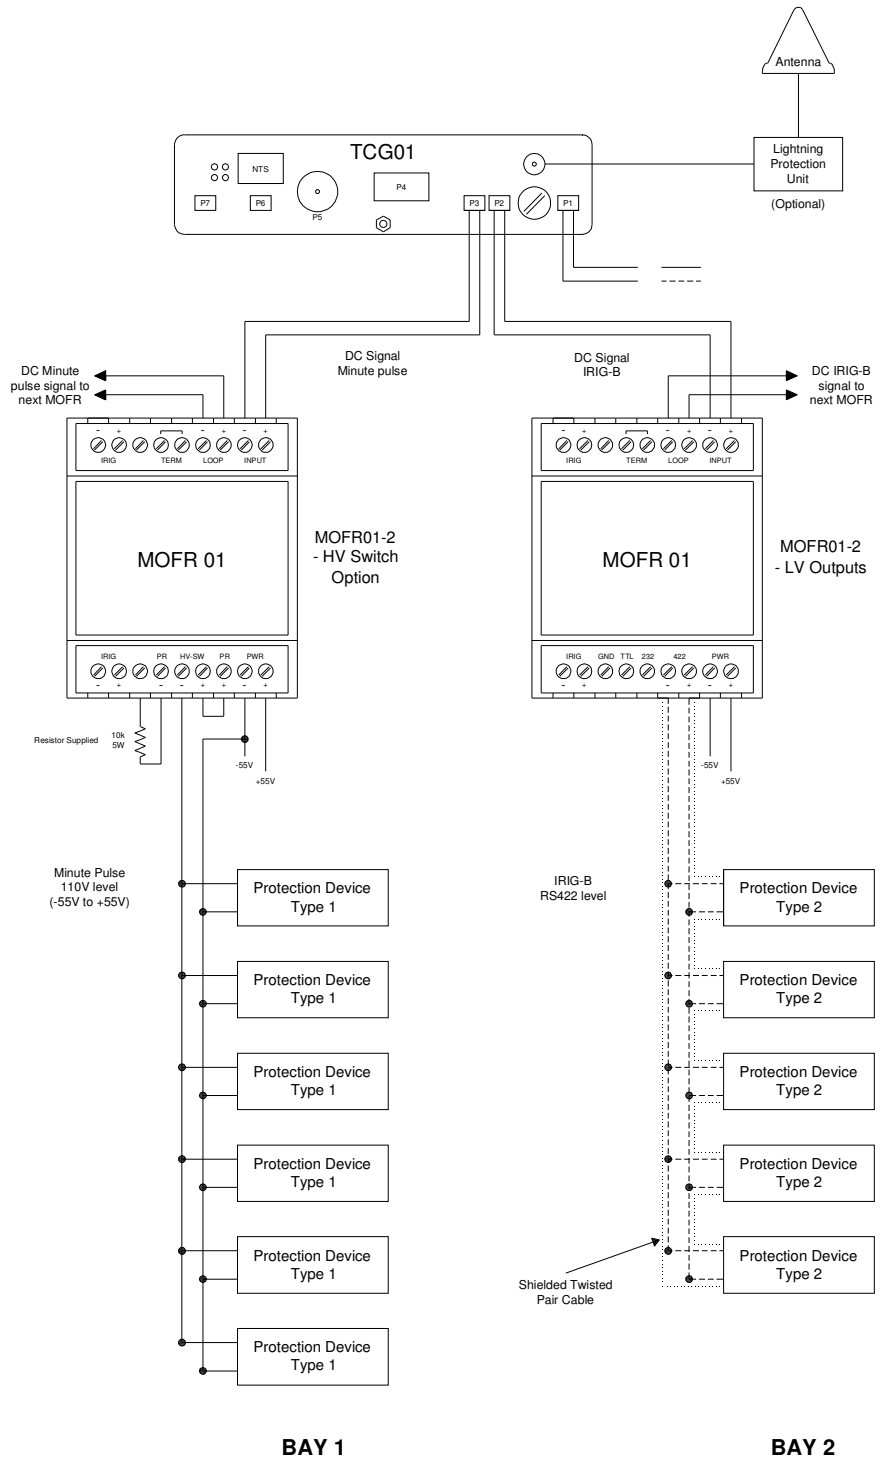 Antenna
Lightning
Protection
Unit
(Optional)
TCG01
NTS
P4
P7
P6
P5
P3
P2
P1
DC Signal
Minute pulse
DC Signal
IRIG-B
DC Minute
pulse signal to
next MOFR
DC IRIG-B
signal to
next MOFR
- + - + - +
IRIG TERM LOOP INPUT
MOFR 01
MOFR01-2
- HV Switch
Option
IRIG PR HV-SW PR PWR
- + - - + + - +
- + - + - +
IRIG TERM LOOP INPUT
MOFR 01
MOFR01-2
- LV Outputs
IRIG GND TTL 232 422 PWR
- + - + - +
Resistor Supplied
10k
5W
-55V
+55V
-55V
+55V
Minute Pulse
110V level
(-55V to +55V)
IRIG-B
RS422 level
Protection Device
Type 1
Protection Device
Type 2
Protection Device
Type 1
Protection Device
Type 2
Protection Device
Type 1
Protection Device
Type 2
Protection Device
Type 1
Protection Device
Type 2
Protection Device
Type 1
Protection Device
Type 2
Shielded Twisted
Pair Cable
Protection Device
Type 1
BAY 1
BAY 2